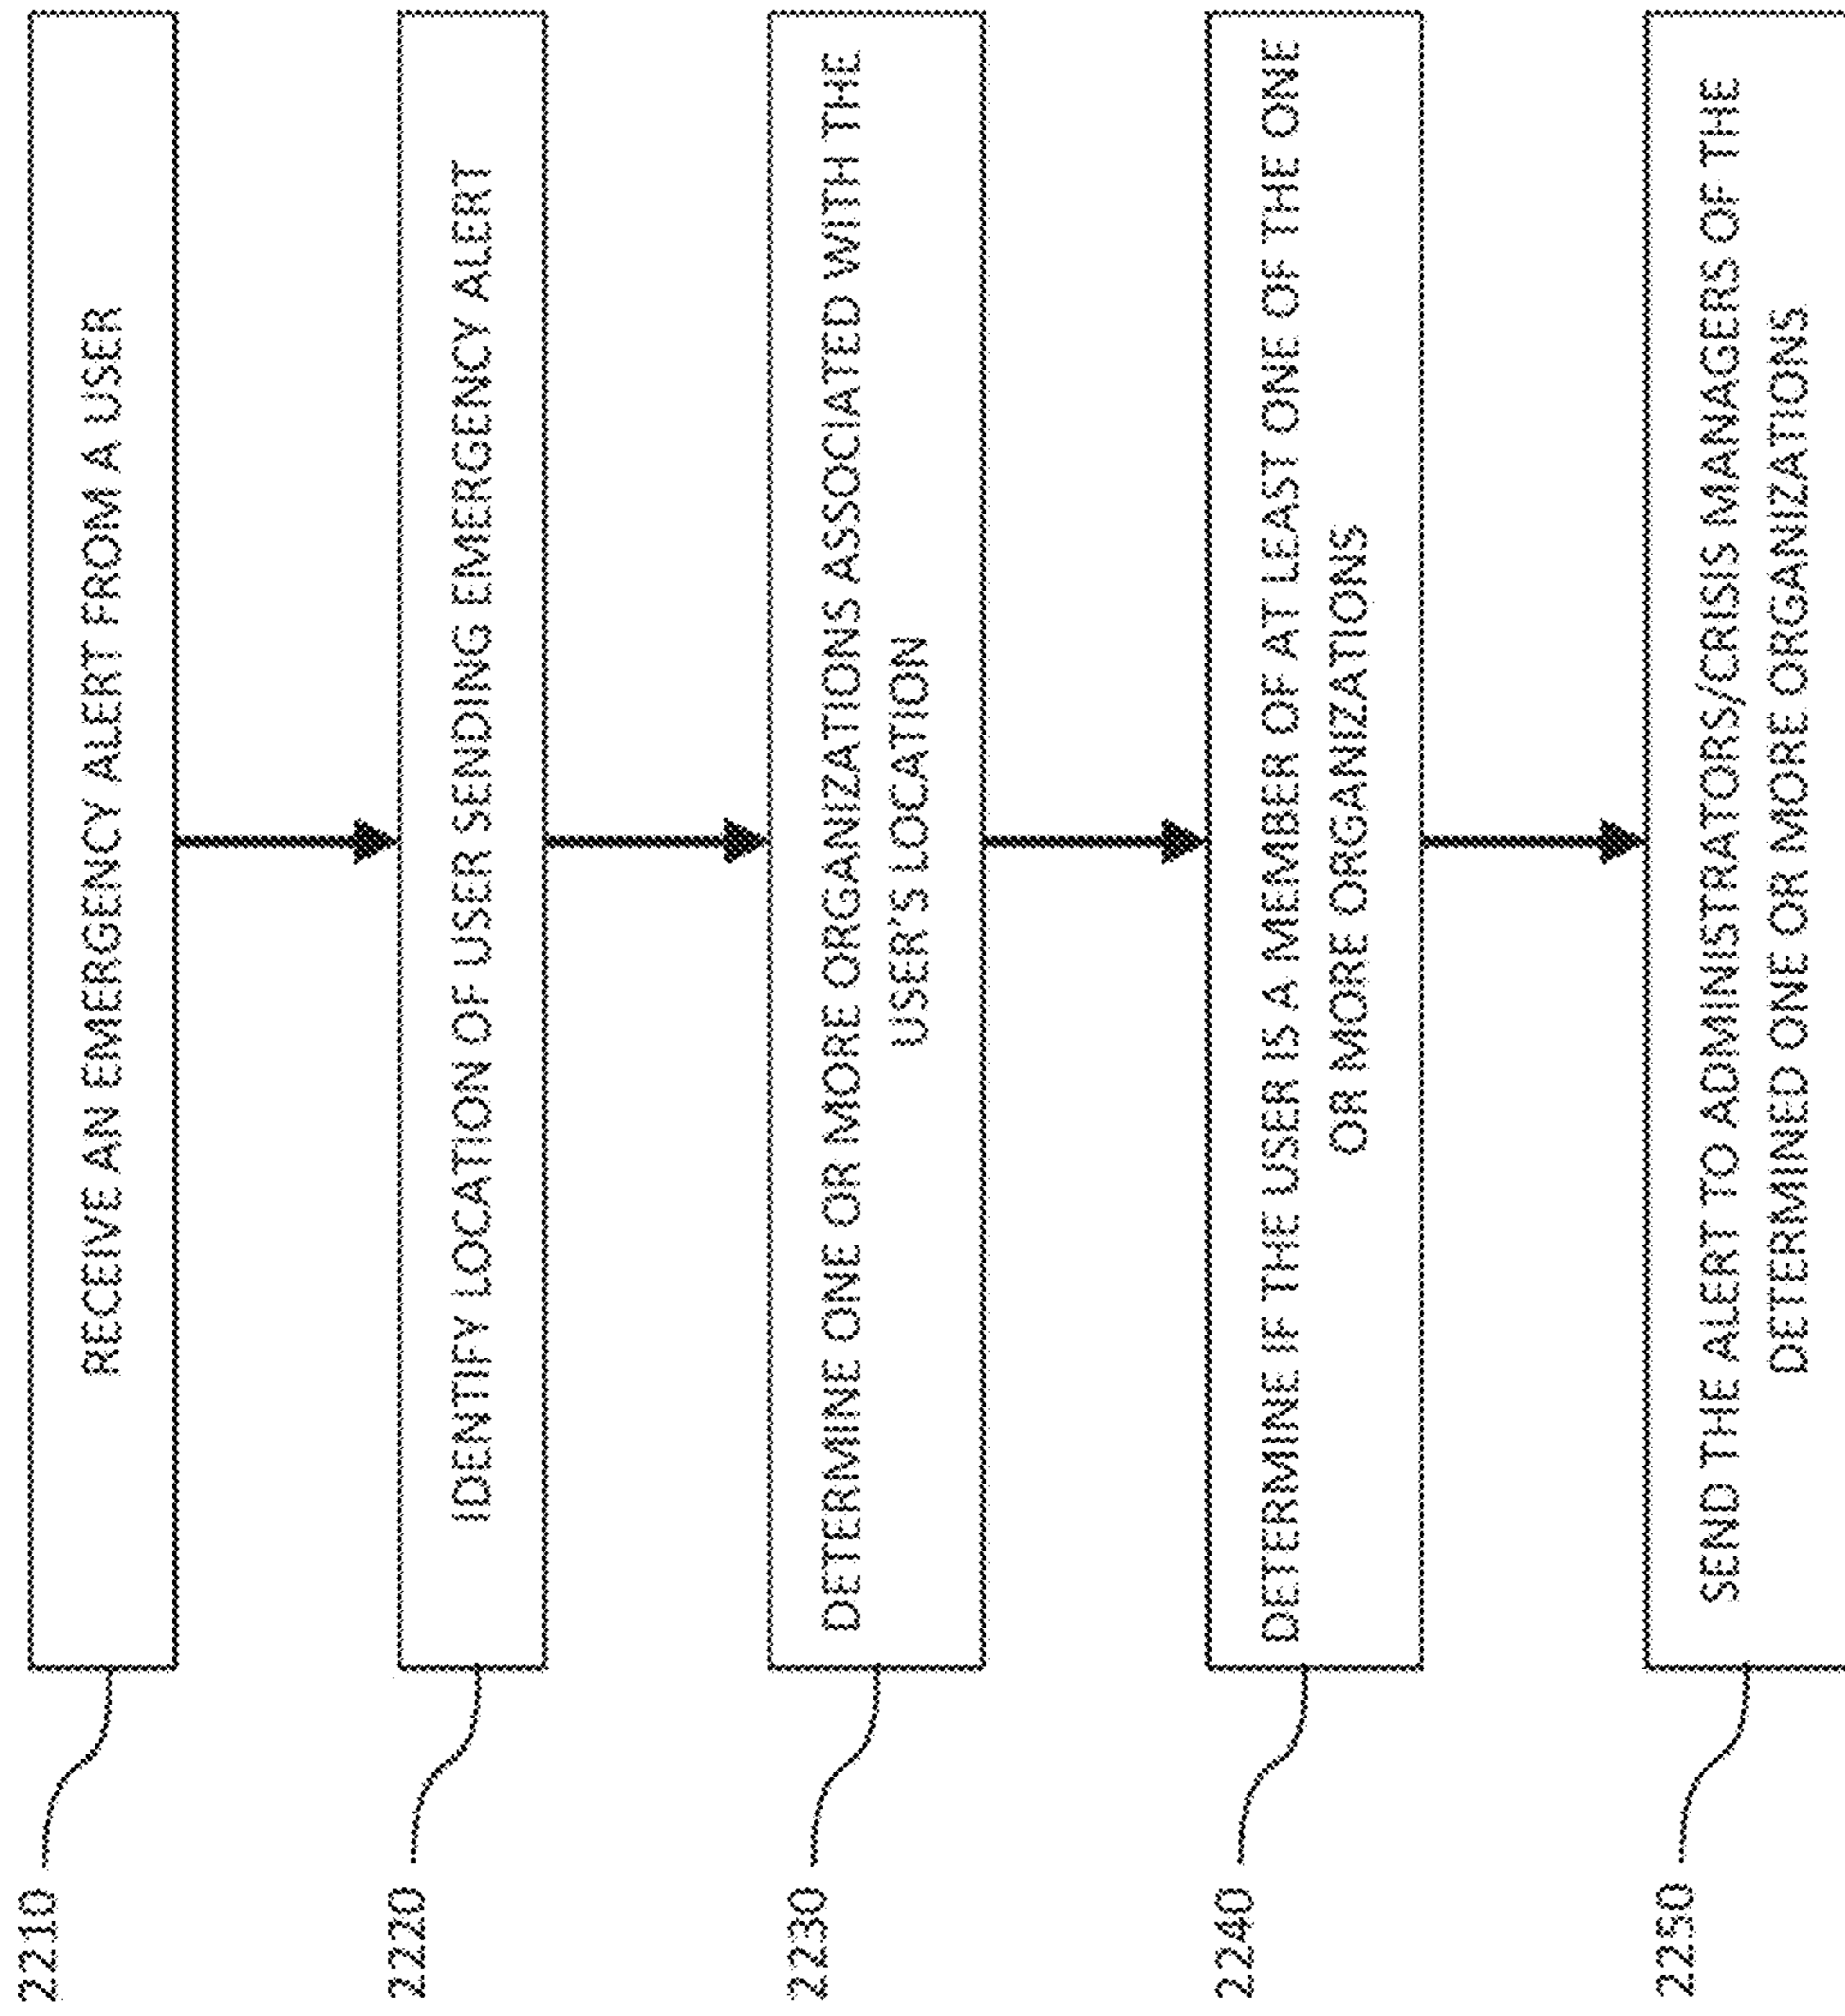 2210
RECEIVE AN EMERGENCY ALERT FROM A USER
2220
IDENTIFY LOCATION OF USER SENDING EMERGENCY ALERT
2230
DETERMINE ONE OR MORE ORGANIZATIONS ASSOCIATED WITH THE
USER'S LOCATION
2240
DETERMINE IF THE USER IS A MEMBER OF AT LEAST ONE OF THE ONE
OR MORE ORGANIZATIONS
2250
SEND THE ALERT TO ADMINISTRATORS/CRISIS MANAGERS OF THE
DETERMINED ONE OR MORE ORGANIZATIONS